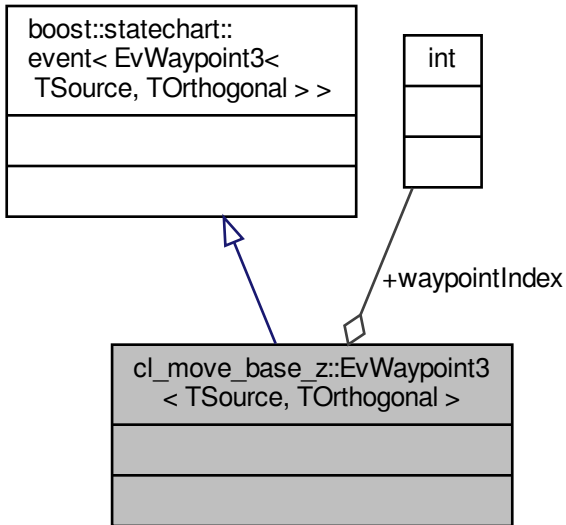 boost::statechart::
event< EvWaypoint3<
TSource, TOrthogonal > >
int
+waypointIndex
cl_move_base_z::EvWaypoint3
< TSource, TOrthogonal >